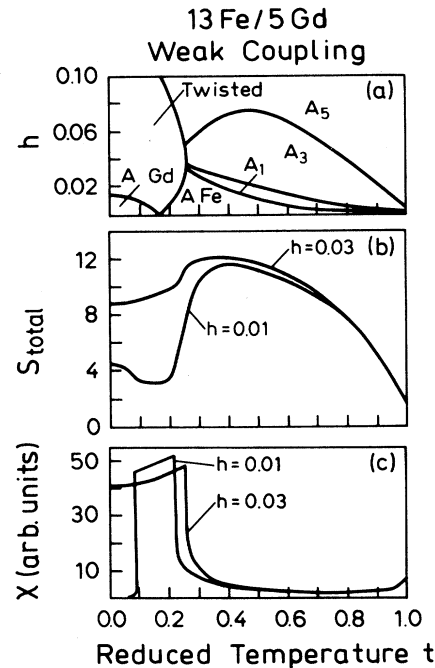 13 Fe/5 Gd
Weak Coupling
0.10
0.06
0.02
h
Twisted
(a)
A5
A3
A1
A Gd
A Fe
12
8
4
0
Stotal
(b)
h=0.03
h=0.01
50
30
10
χ (arb. units)
(c)
h=0.01
h=0.03
0.0 0.2 0.4 0.6 0.8 1.0
Reduced Temperature t